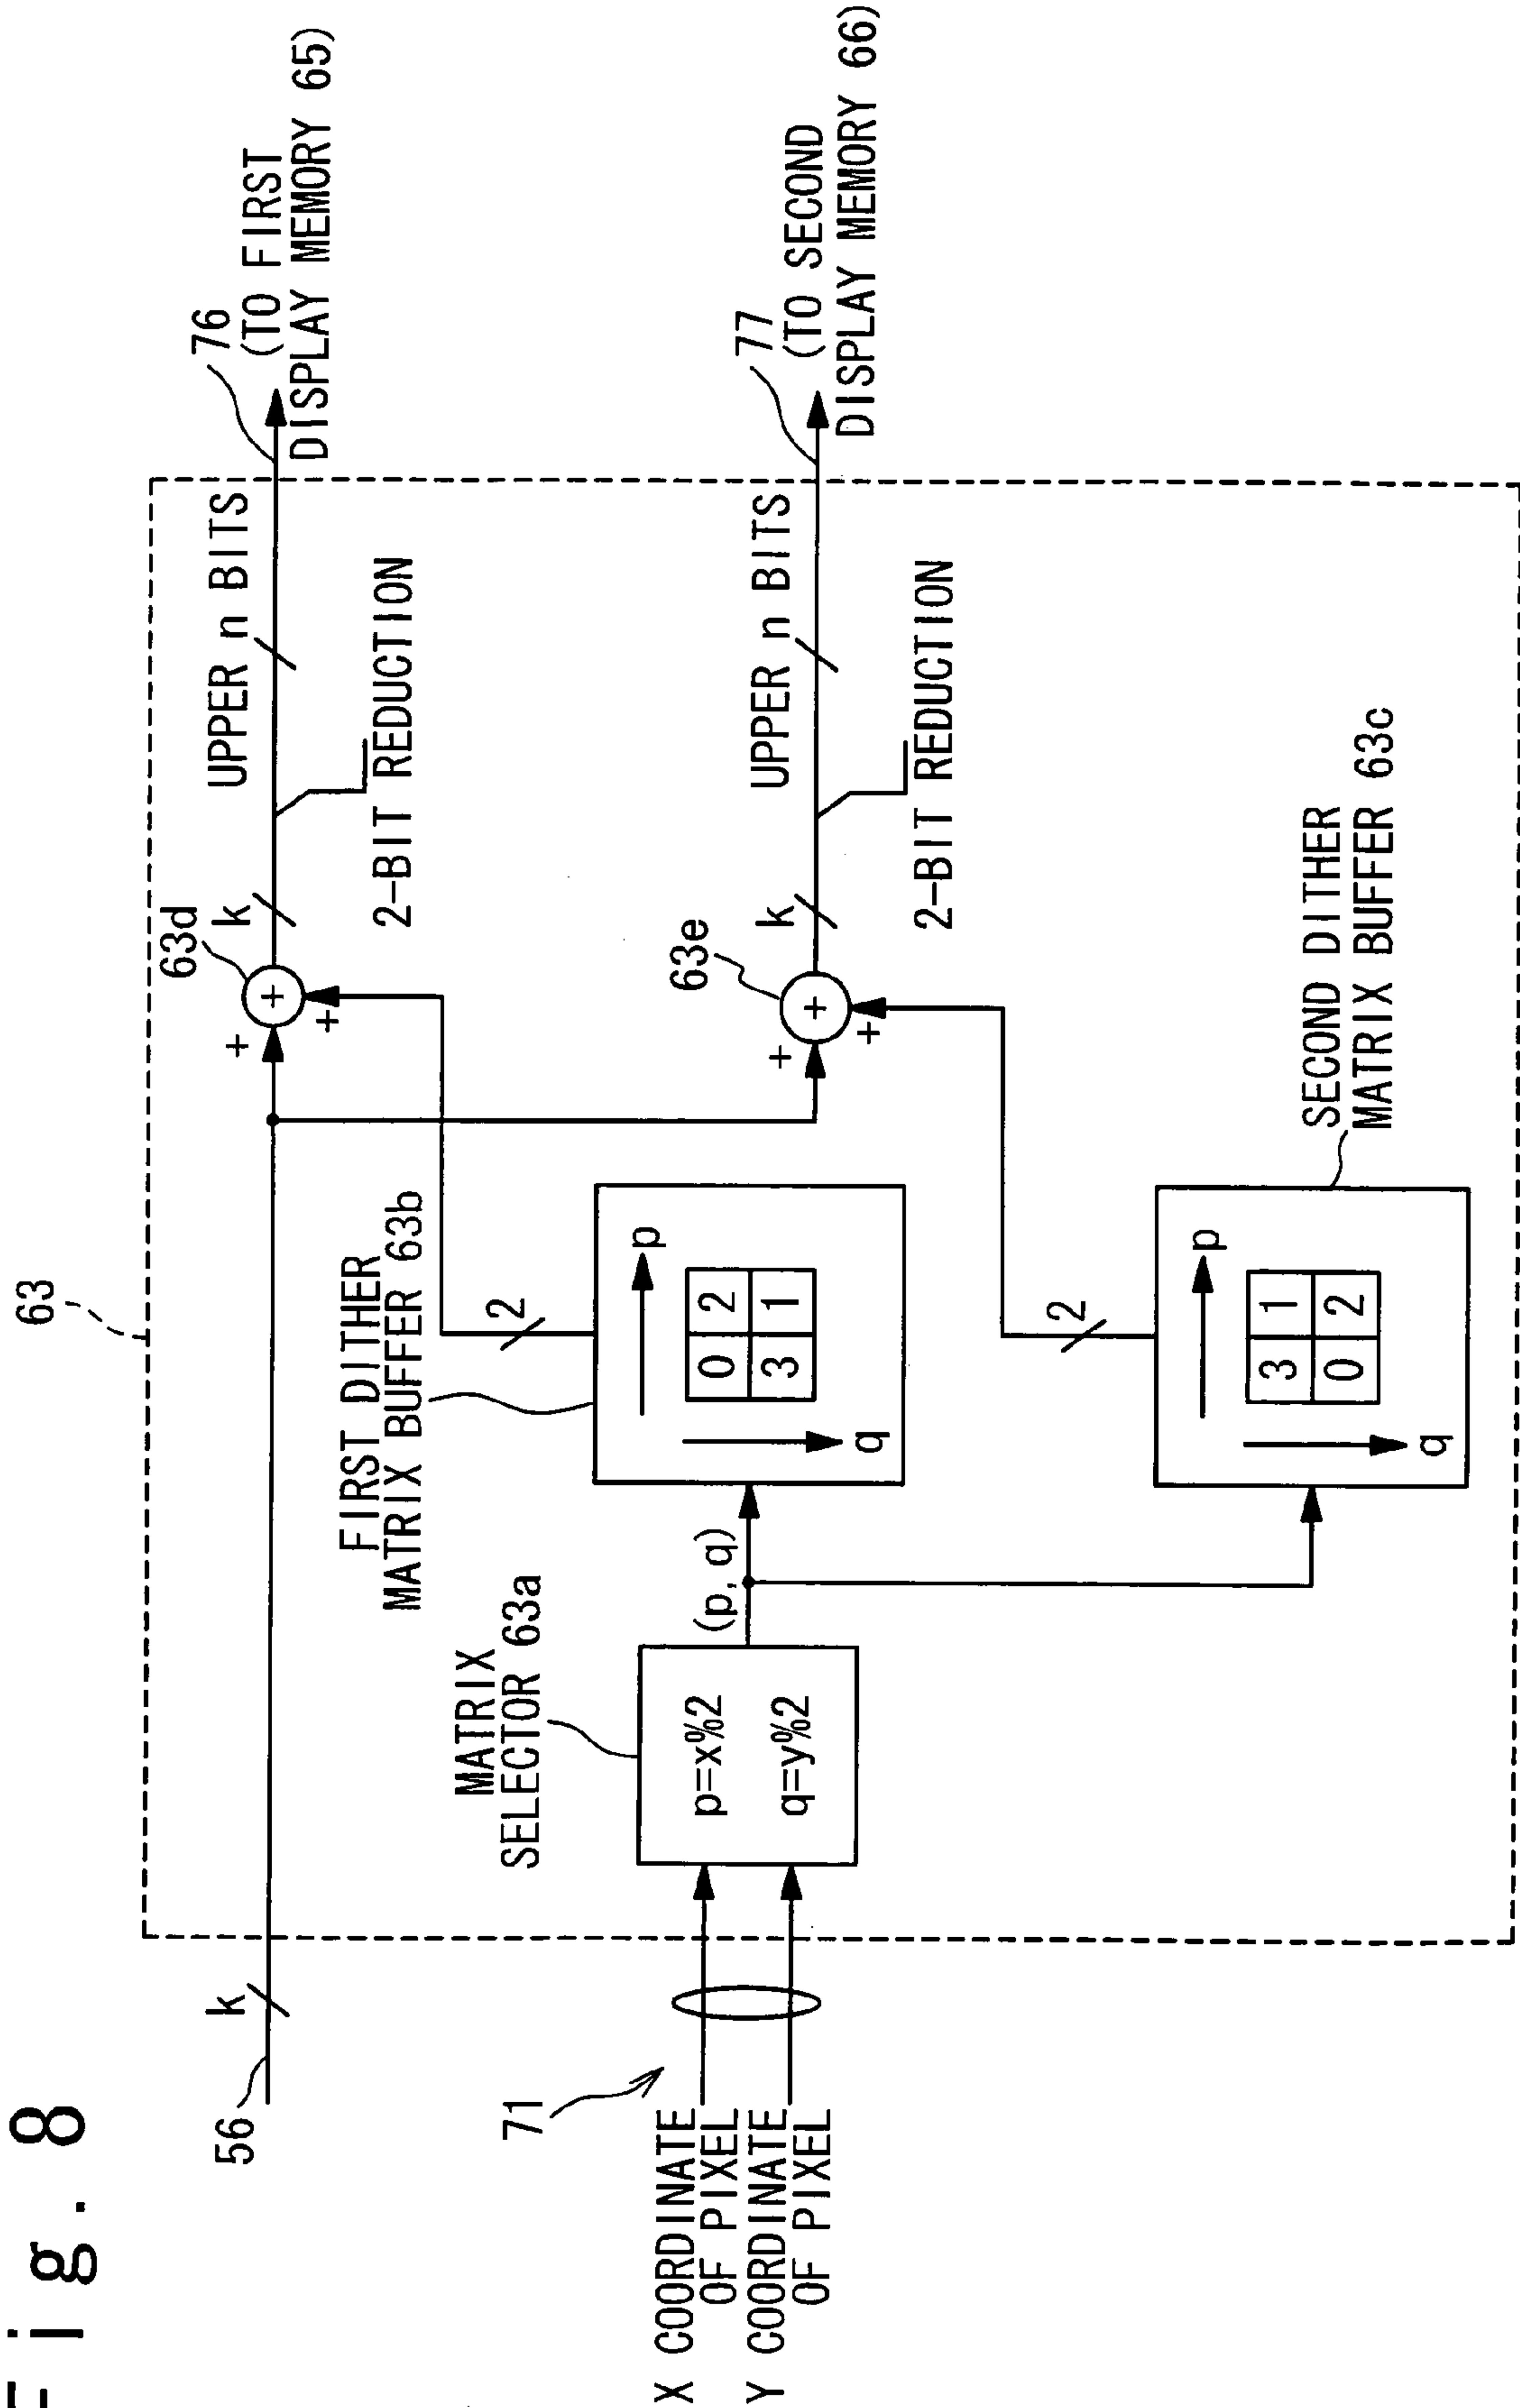 Fig. 8
63
56
k
63d
+
+
+
k
UPPER n BITS
2-BIT REDUCTION
76
(TO FIRST
DISPLAY MEMORY 65)
63e
+
+
+
k
UPPER n BITS
2-BIT REDUCTION
77
(TO SECOND
DISPLAY MEMORY 66)
71
X COORDINATE
OF PIXEL
Y COORDINATE
OF PIXEL
MATRIX
SELECTOR 63a
p=x%2
q=y%2
(p, q)
FIRST DITHER
MATRIX BUFFER 63b
p
q
0 2
3 1
2
SECOND DITHER
MATRIX BUFFER 63c
p
q
3 1
0 2
2